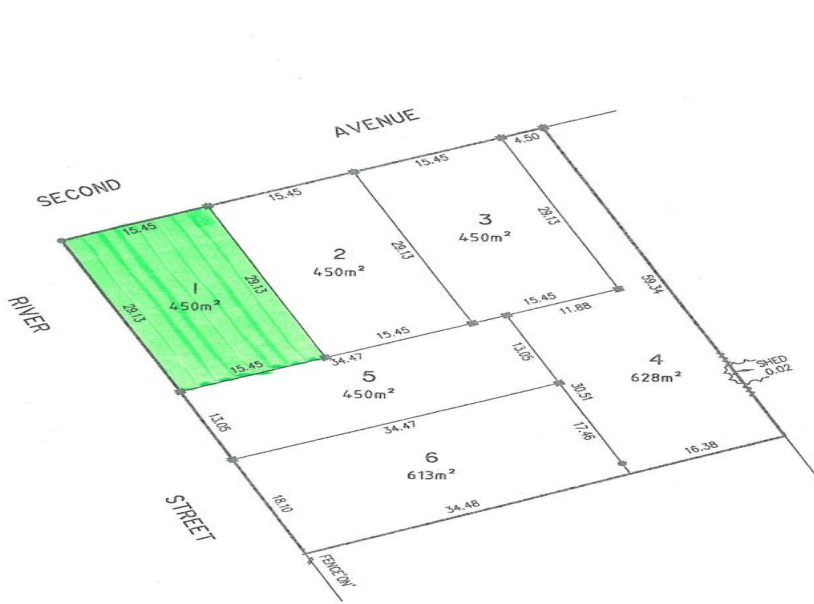 AVENUE
SECOND
4.50
15.45
15.45
15.45
3
450m²
29.13
2
450m²
29.13
1
450m²
29.13
29.13
RIVER
59.34
15.45
11.88
15.45
34.47
15.45
13.05
SHED
0.02
4
628m²
5
450m²
30.51
13.05
34.47
17.46
16.38
6
613m²
18.10
34.48
STREET
FENCE'ON'